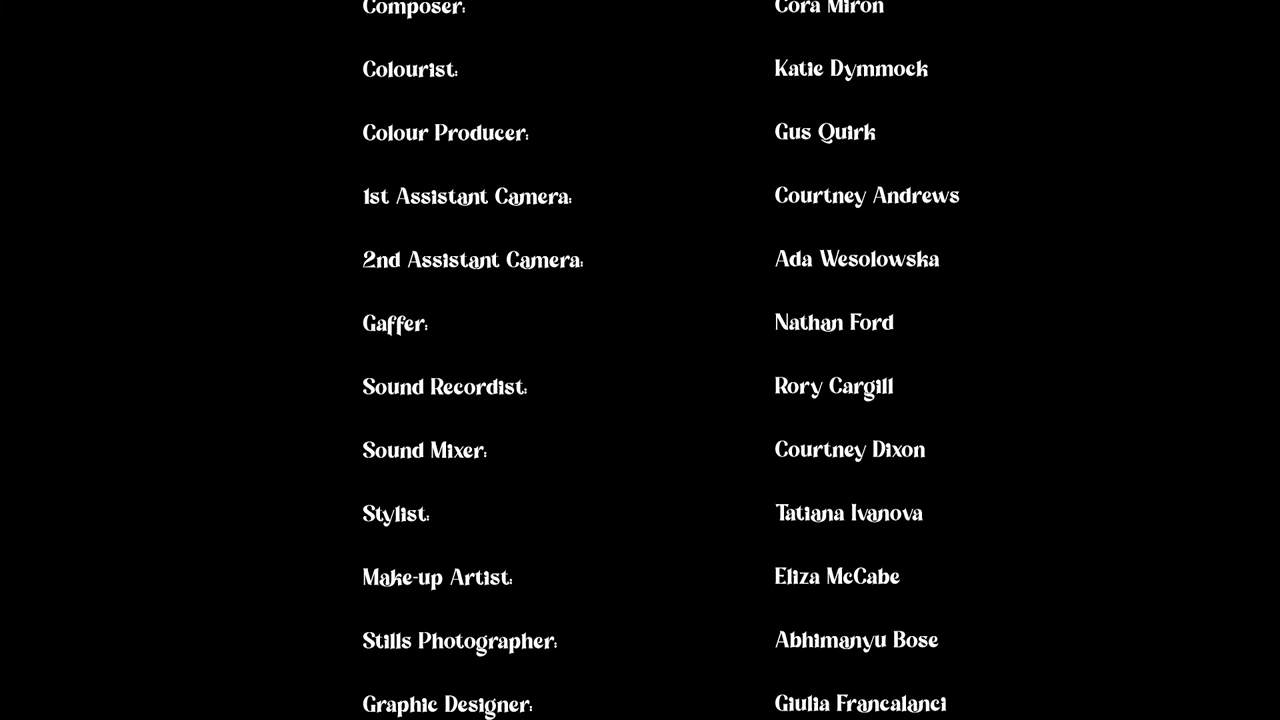 Composer: Cora Miron
Colourist: Katie Dymmock
Colour Producer: Gus Quirk
1st Assistant Camera: Courtney Andrews
2nd Assistant Camera: Ada Wesolowska
Gaffer: Nathan Ford
Sound Recordist: Rory Cargill
Sound Mixer: Courtney Dixon
Stylist: Tatiana Ivanova
Make-up Artist: Eliza McCabe
Stills Photographer: Abhimanyu Bose
Graphic Designer: Giulia Francalanci